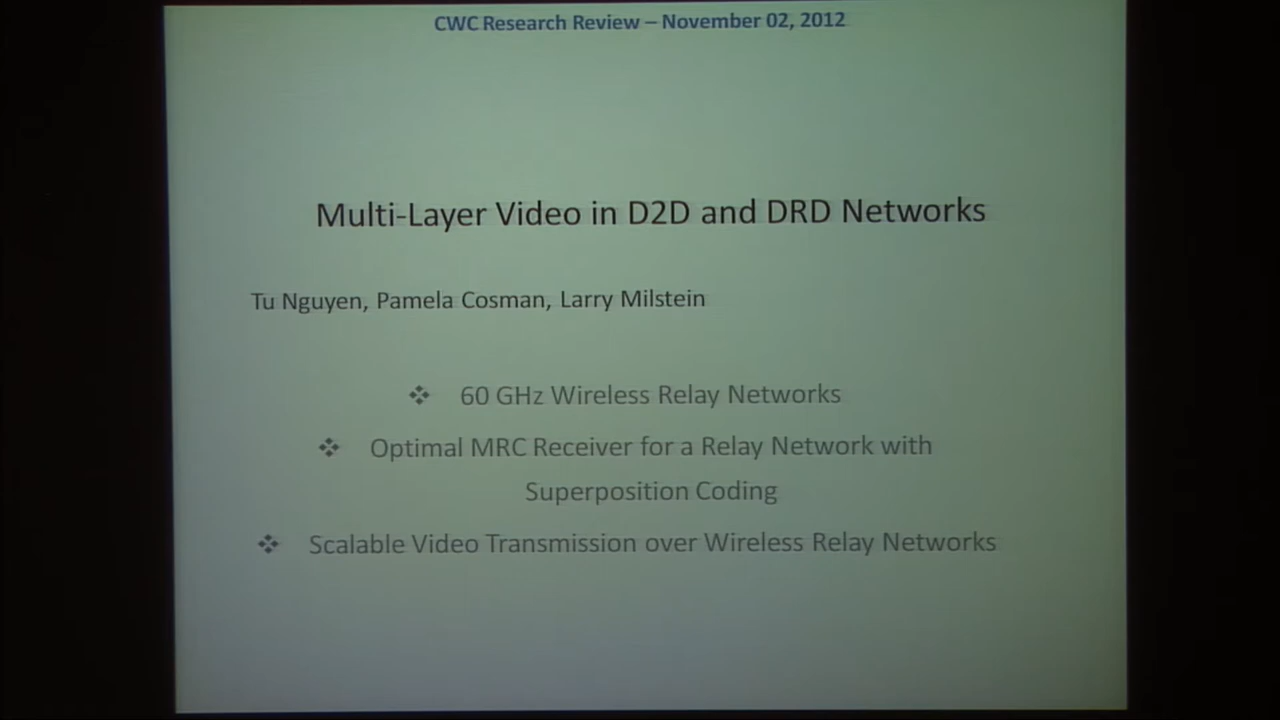 CWC Research Review – November 02, 2012
Multi-Layer Video in D2D and DRD Networks
Tu Nguyen, Pamela Cosman, Larry Milstein
❖ 60 GHz Wireless Relay Networks
❖ Optimal MRC Receiver for a Relay Network with
Superposition Coding
❖ Scalable Video Transmission over Wireless Relay Networks